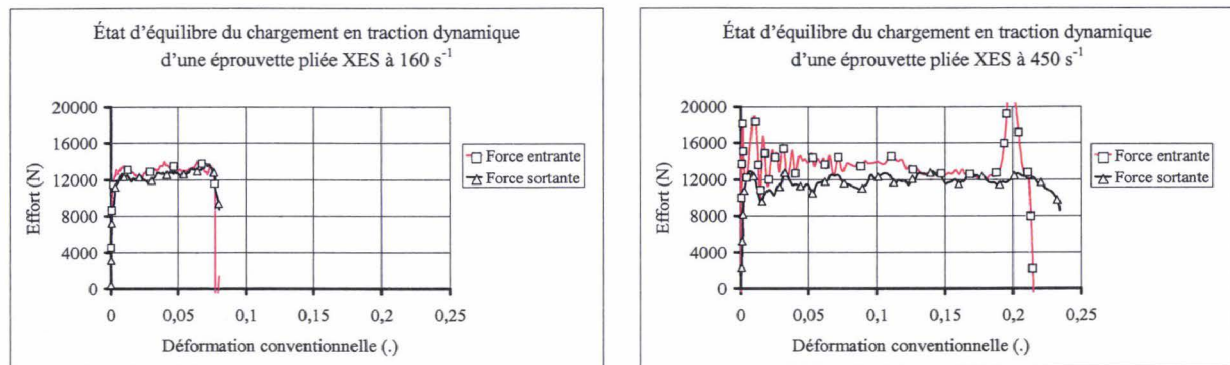 État d'équilibre du chargement en traction dynamique
d'une éprouvette pliée XES à 160 s⁻¹
20000
16000
12000
8000
4000
0
Effort (N)
0 0,05 0,1 0,15 0,2 0,25
Déformation conventionnelle (.)
Force entrante
Force sortante
État d'équilibre du chargement en traction dynamique
d'une éprouvette pliée XES à 450 s⁻¹
20000
16000
12000
8000
4000
0
Effort (N)
0 0,05 0,1 0,15 0,2 0,25
Déformation conventionnelle (.)
Force entrante
Force sortante